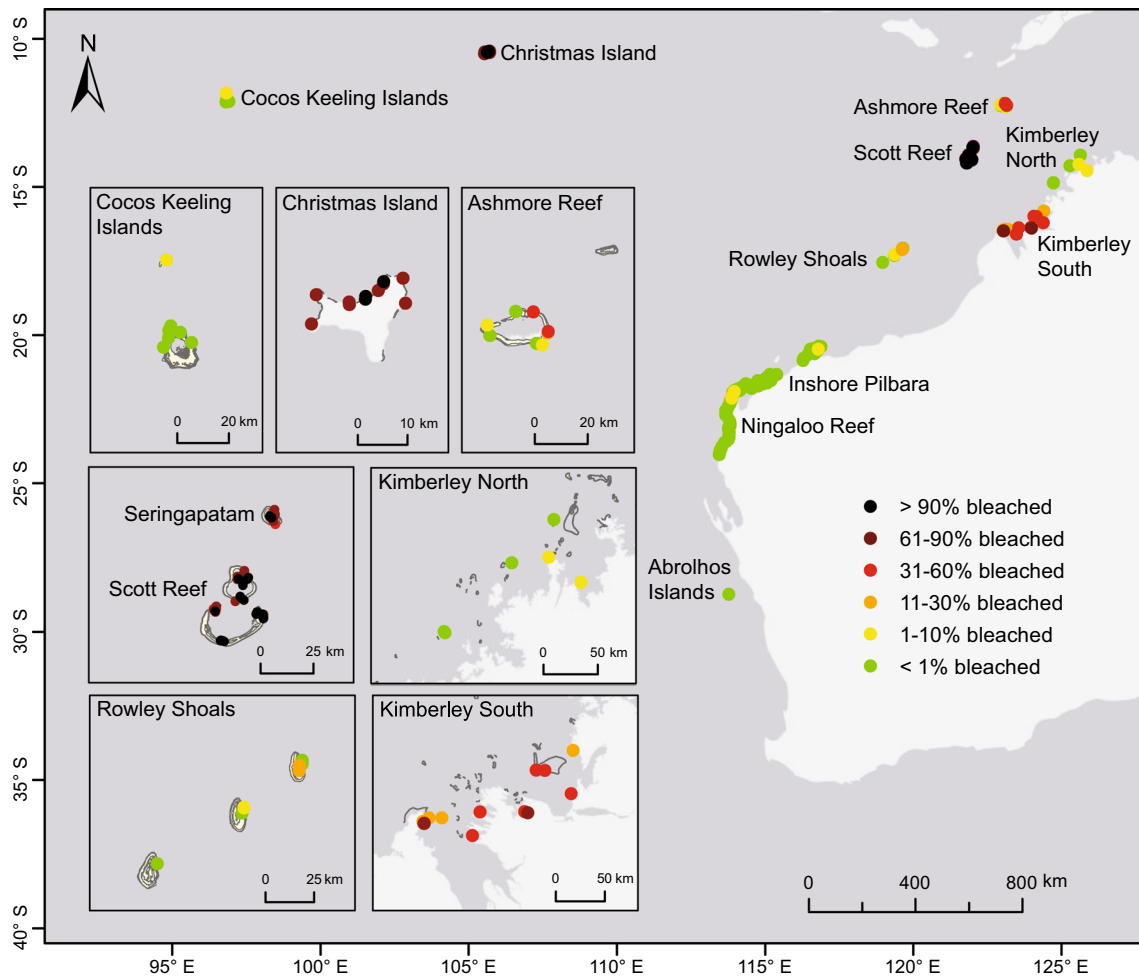 10° S
15° S
20° S
25° S
30° S
35° S
40° S
N
Christmas Island
Cocos Keeling Islands
Ashmore Reef
Scott Reef
Kimberley
North
Rowley Shoals
Kimberley
South
Inshore Pilbara
Ningaloo Reef
Abrolhos
Islands
Cocos Keeling
Islands
0 20 km
Christmas Island
0 10 km
Ashmore Reef
0 20 km
Seringapatam
Scott Reef
0 25 km
Kimberley North
0 50 km
Rowley Shoals
0 25 km
Kimberley South
0 50 km
> 90% bleached
61-90% bleached
31-60% bleached
11-30% bleached
1-10% bleached
< 1% bleached
0 400 800 km
95° E 100° E 105° E 110° E 115° E 120° E 125° E